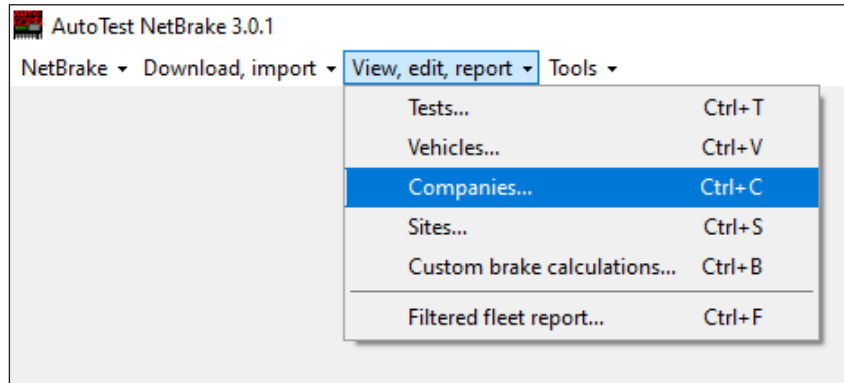 AutoTest NetBrake 3.0.1
NetBrake Download, import View, edit, report Tools
Tests... Ctrl+T
Vehicles... Ctrl+V
Companies... Ctrl+C
Sites... Ctrl+S
Custom brake calculations... Ctrl+B
Filtered fleet report... Ctrl+F